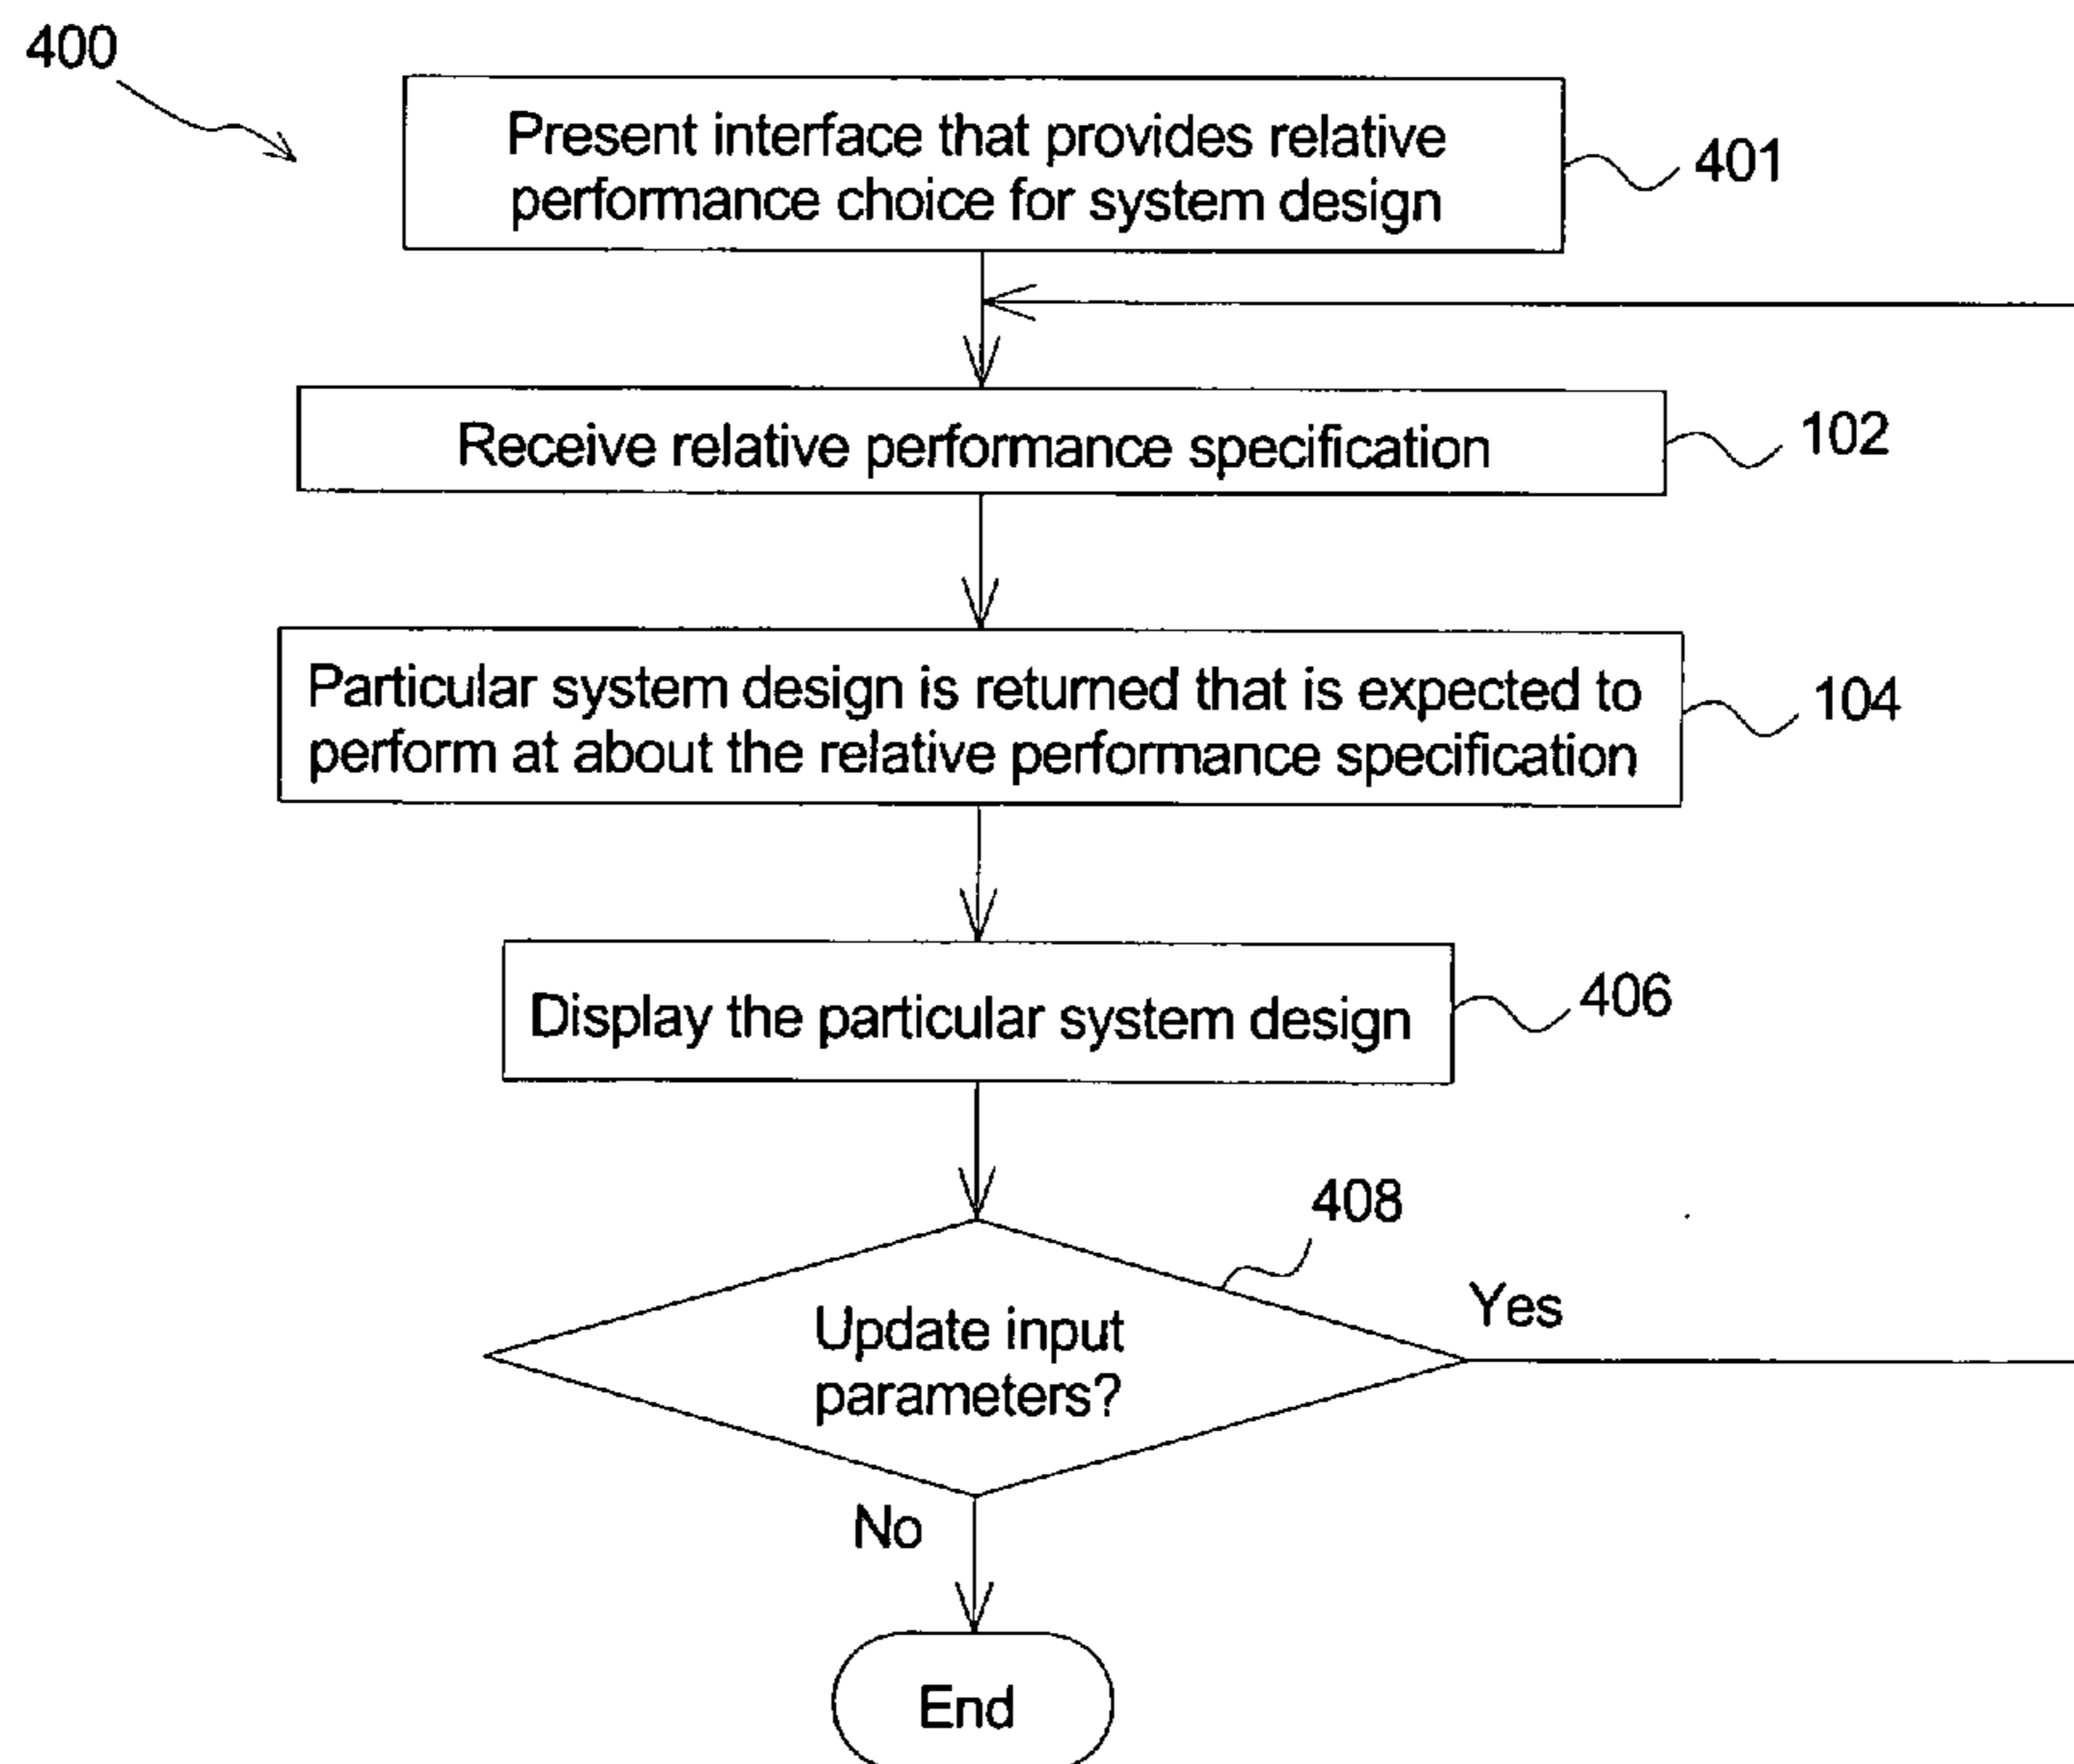 400
Present interface that provides relative
performance choice for system design
401
Receive relative performance specification
102
Particular system design is returned that is expected to
perform at about the relative performance specification
104
Display the particular system design
406
408
Update input
parameters?
Yes
No
End